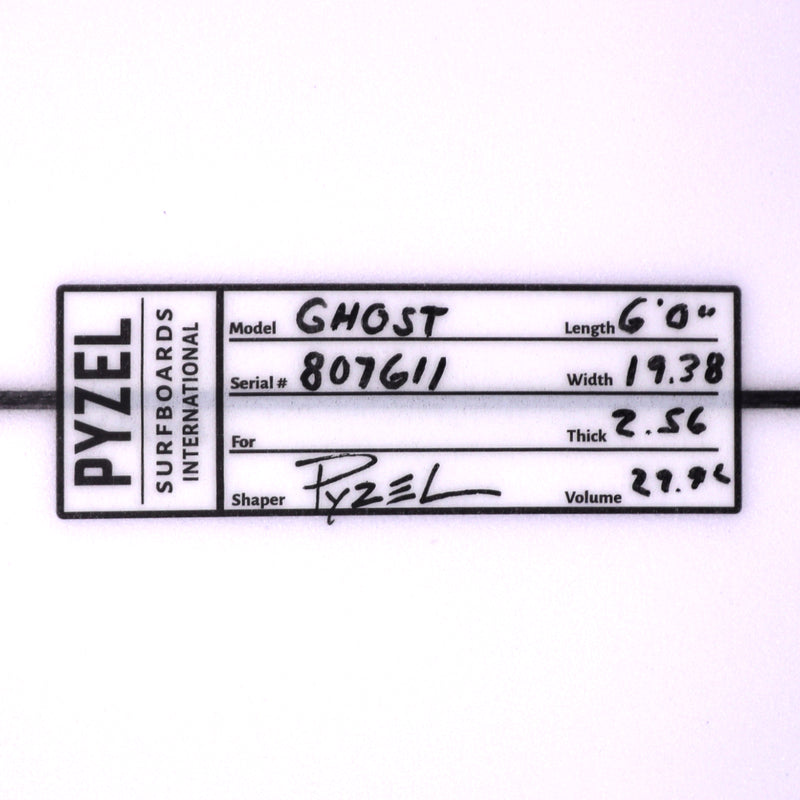 PYZEL
SURFBOARDS
INTERNATIONAL
Model GHOST Length 6'0"
Serial # 807611 Width 19.38
For Thick 2.56
Shaper PYZEL Volume